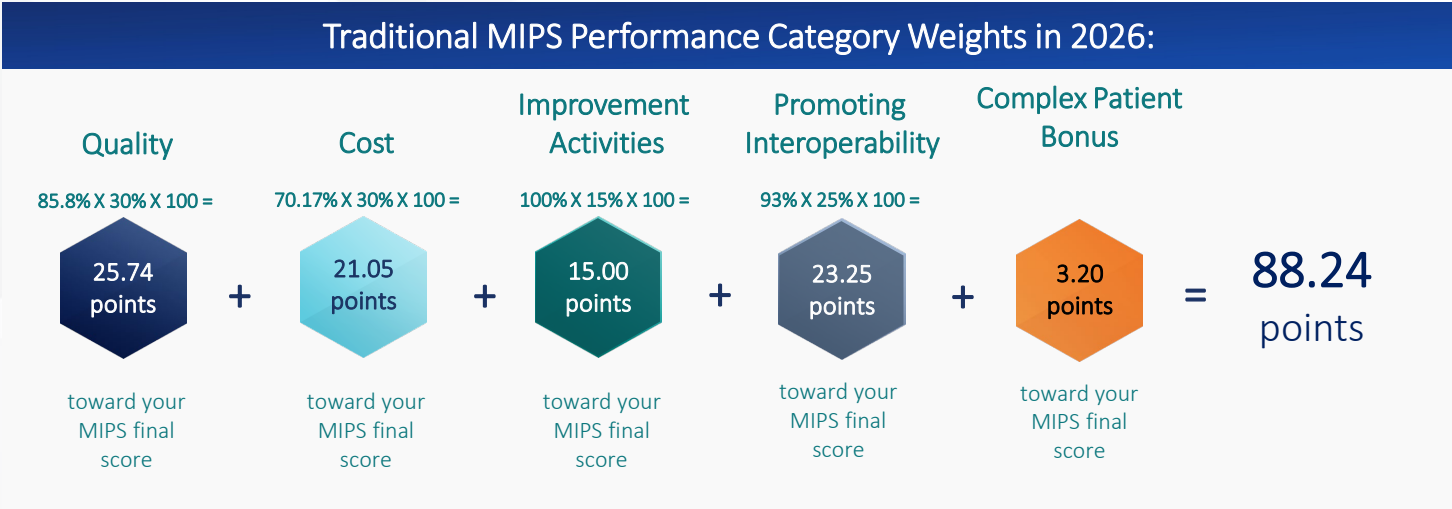 Traditional MIPS Performance Category Weights in 2026:
Quality
85.8% X 30% X 100 =
25.74
points
toward your
MIPS final
score
+
Cost
70.17% X 30% X 100 =
21.05
points
toward your
MIPS final
score
+
Improvement
Activities
100% X 15% X 100 =
15.00
points
toward your
MIPS final
score
+
Promoting
Interoperability
93% X 25% X 100 =
23.25
points
toward your
MIPS final
score
+
Complex Patient
Bonus
3.20
points
toward your
MIPS final
score
=
88.24
points